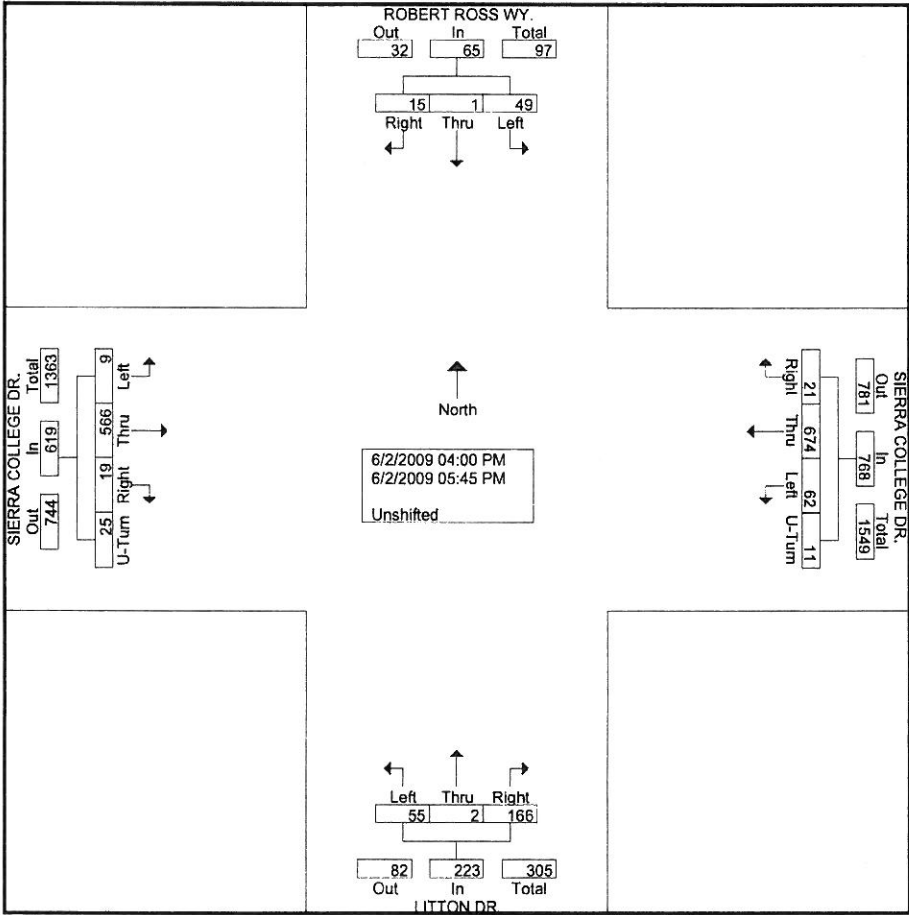 ROBERT ROSS WY.
Out In Total
32 65 97
15 1 49
Right Thru Left
SIERRA COLLEGE DR.
Total In Out
1363 619 744
9 566 19 25
Left Thru Right U-Turn
North
6/2/2009 04:00 PM
6/2/2009 05:45 PM
Unshifted
Right Thru Left U-Turn
21 674 62 11
781 768 1549
Out In Total
SIERRA COLLEGE DR.
Left Thru Right
55 2 166
82 223 305
Out In Total
LITTON DR.